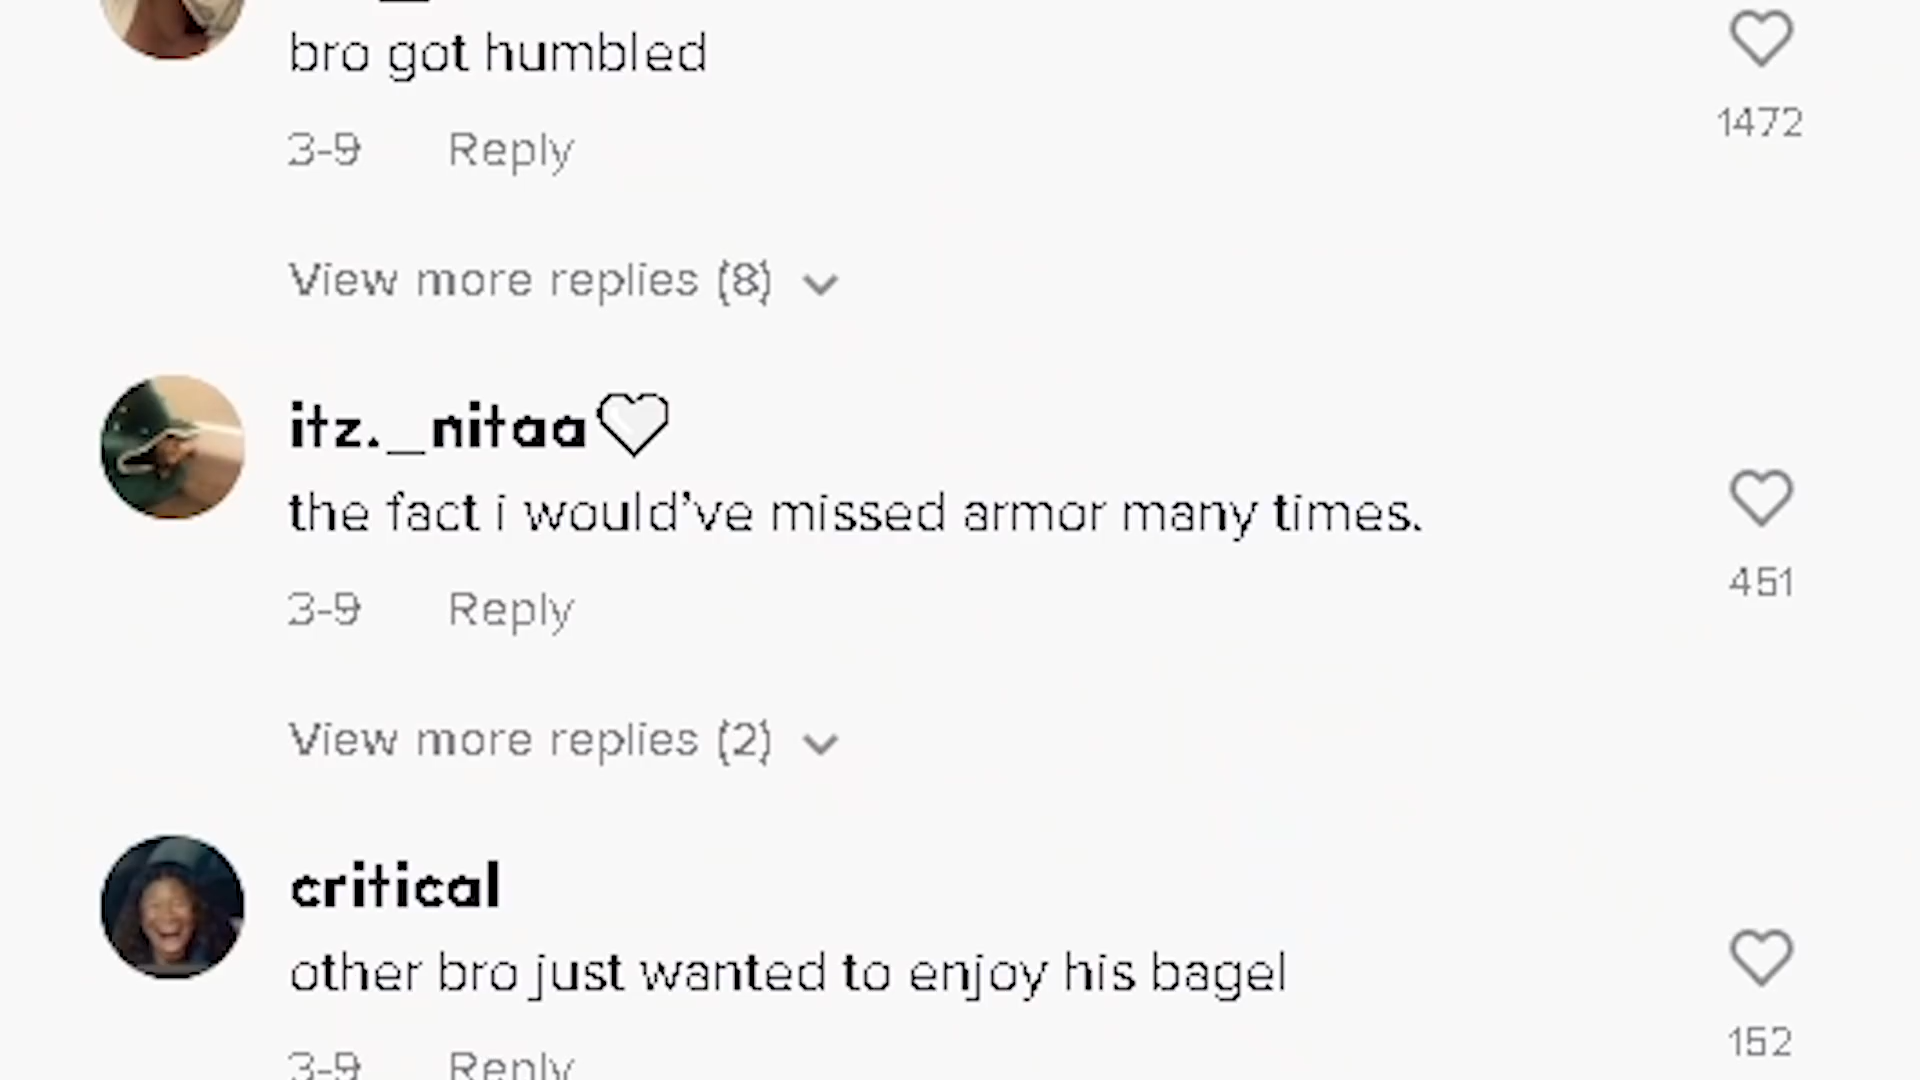 bro got humbled
1472
3-9 Reply
View more replies (8)
itz._nitaa🤍
the fact i would've missed armor many times.
451
3-9 Reply
View more replies (2)
critical
other bro just wanted to enjoy his bagel
152
3-9 Reply